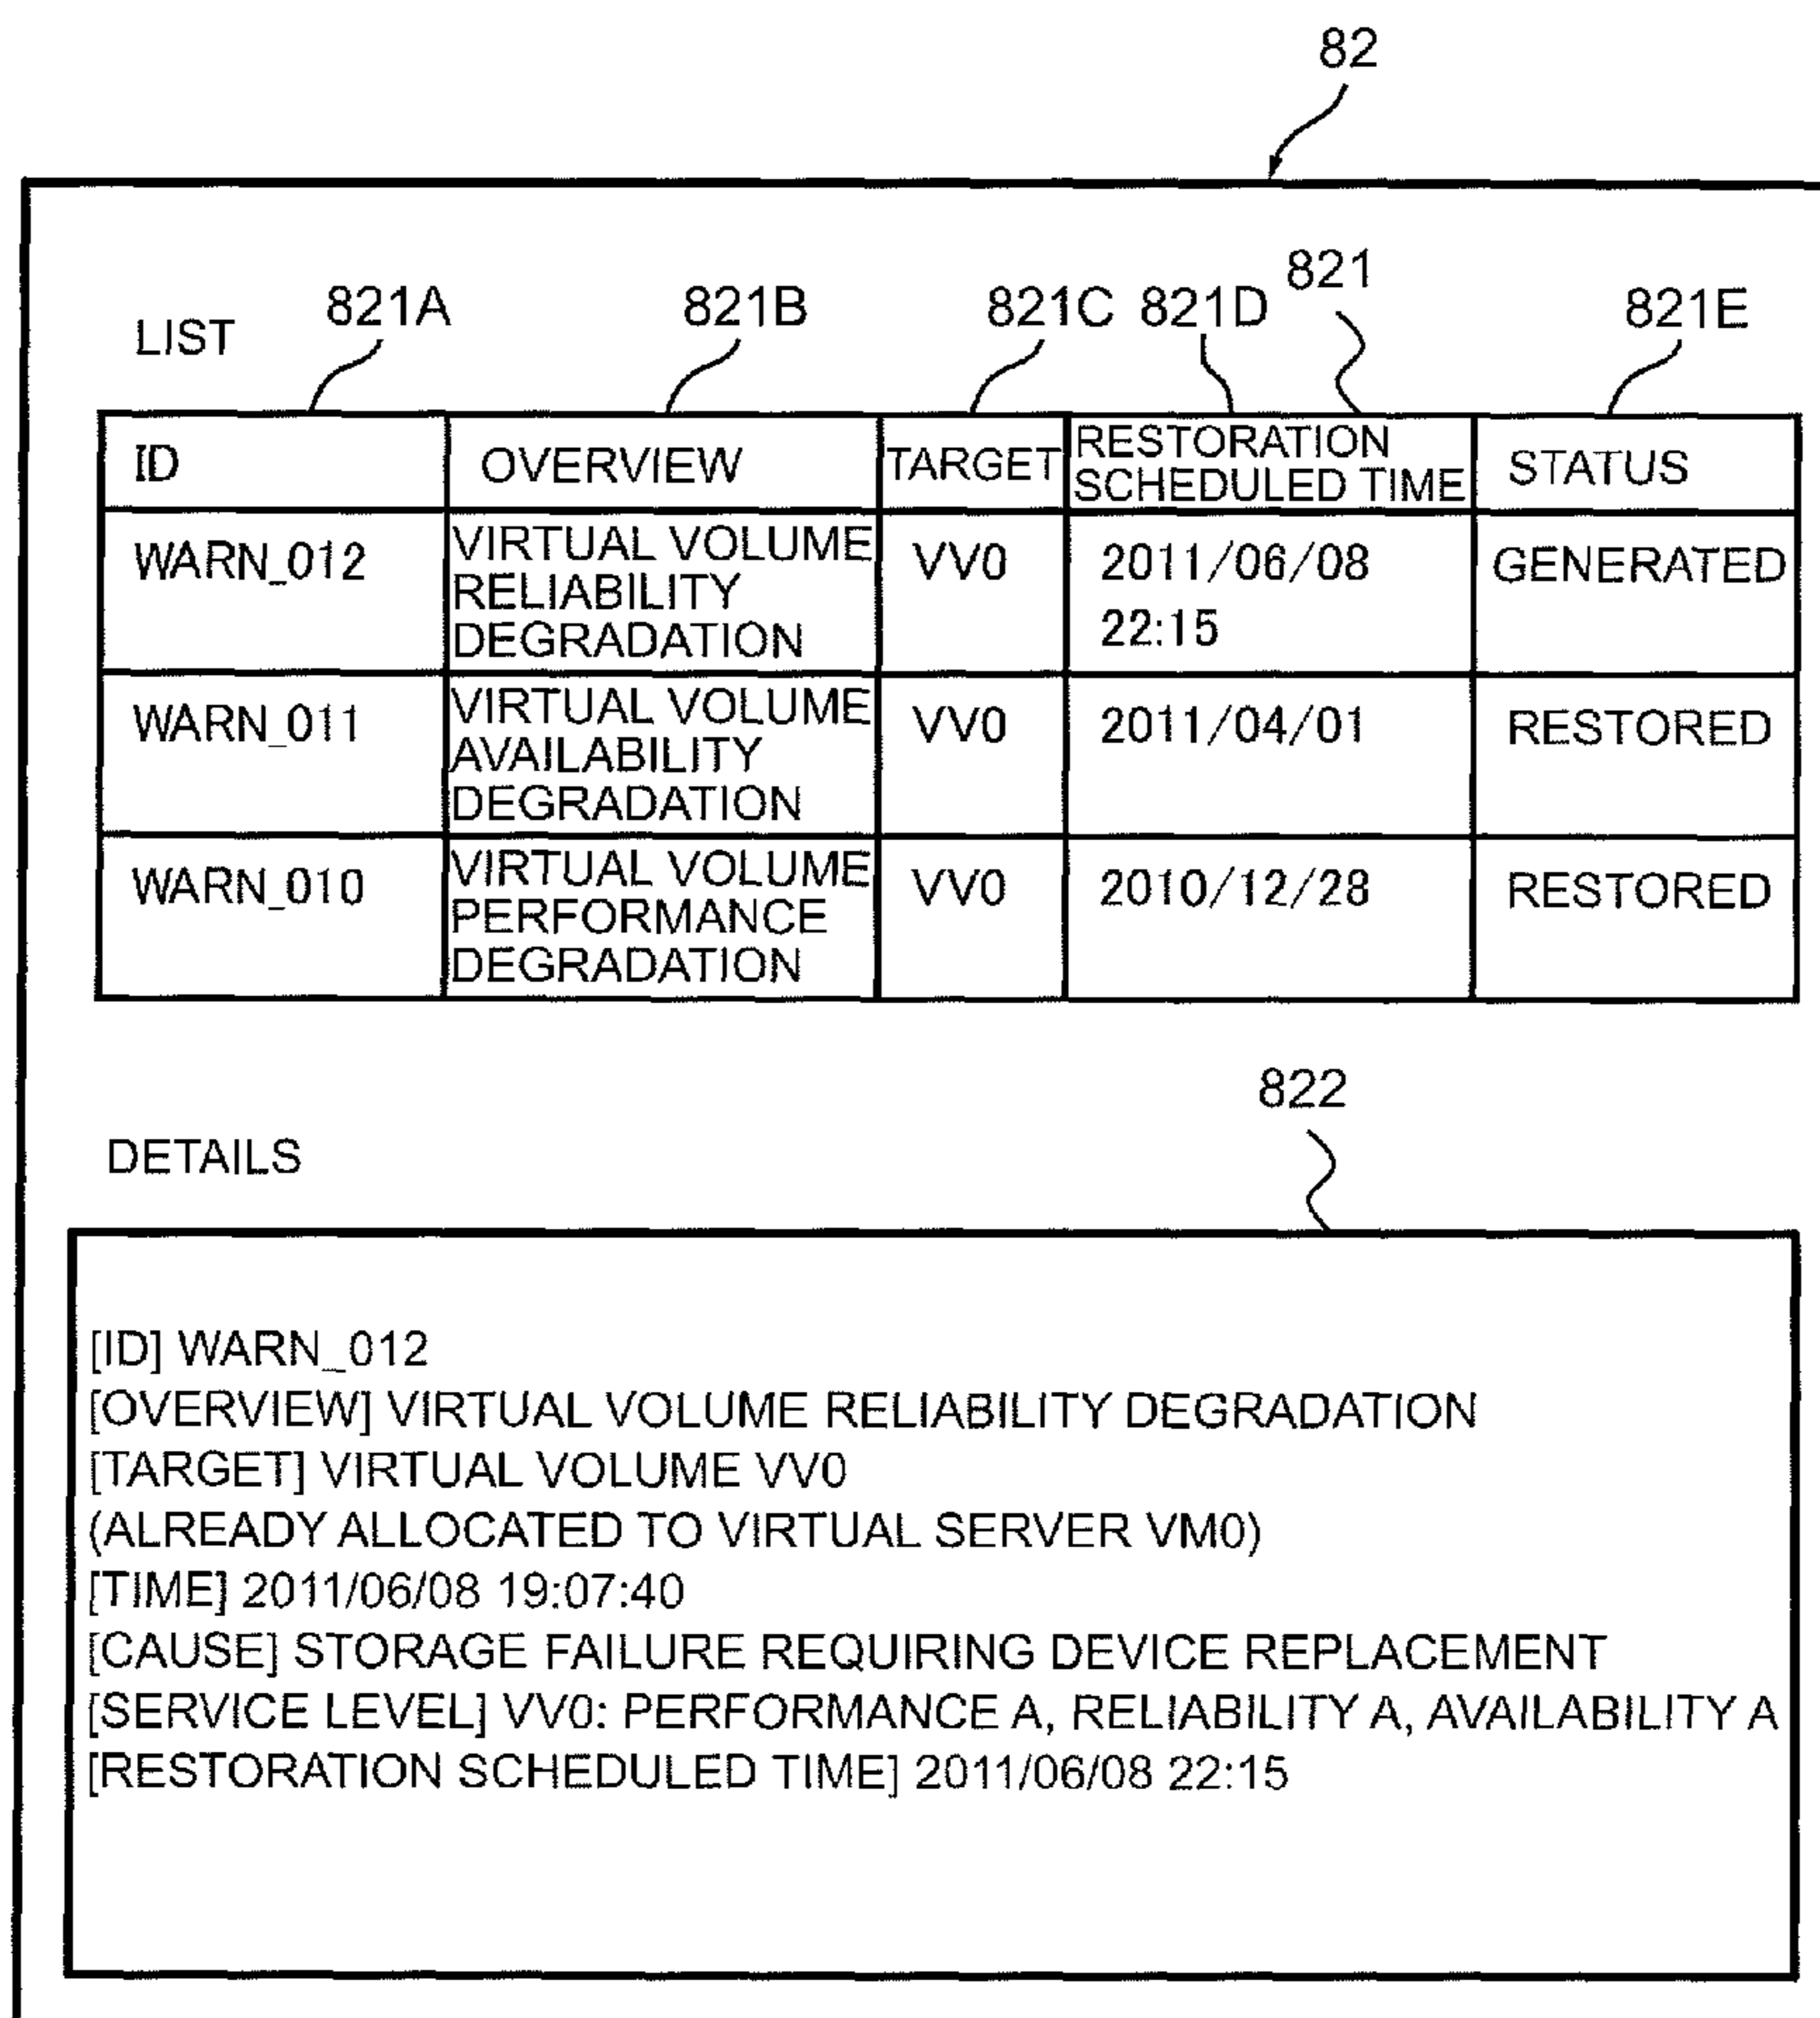 82
821
821A 821B 821C 821D 821E
LIST
ID OVERVIEW TARGET RESTORATION SCHEDULED TIME STATUS
WARN_012 VIRTUAL VOLUME RELIABILITY DEGRADATION VV0 2011/06/08 22:15 GENERATED
WARN_011 VIRTUAL VOLUME AVAILABILITY DEGRADATION VV0 2011/04/01 RESTORED
WARN_010 VIRTUAL VOLUME PERFORMANCE DEGRADATION VV0 2010/12/28 RESTORED
822
DETAILS
[ID] WARN_012
[OVERVIEW] VIRTUAL VOLUME RELIABILITY DEGRADATION
[TARGET] VIRTUAL VOLUME VV0
(ALREADY ALLOCATED TO VIRTUAL SERVER VM0)
[TIME] 2011/06/08 19:07:40
[CAUSE] STORAGE FAILURE REQUIRING DEVICE REPLACEMENT
[SERVICE LEVEL] VV0: PERFORMANCE A, RELIABILITY A, AVAILABILITY A
[RESTORATION SCHEDULED TIME] 2011/06/08 22:15